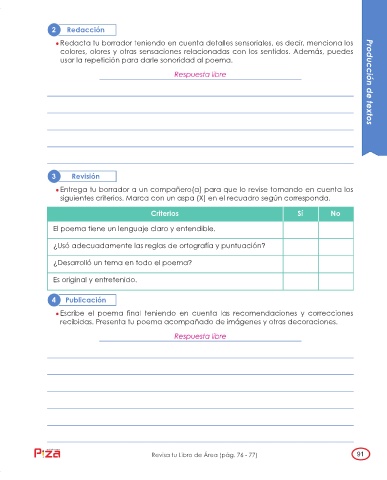 2 Redacción
Redacta tu borrador teniendo en cuenta detalles sensoriales, es decir, menciona los
colores, olores y otras sensaciones relacionadas con los sentidos. Además, puedes
usar la repetición para darle sonoridad al poema.
Respuesta libre
Producción de textos
3 Revisión
Entrega tu borrador a un compañero(a) para que lo revise tomando en cuenta los
siguientes criterios. Marca con un aspa (X) en el recuadro según corresponda.
Criterios Sí No
El poema tiene un lenguaje claro y entendible.
¿Usó adecuadamente las reglas de ortografía y puntuación?
¿Desarrolló un tema en todo el poema?
Es original y entretenido.
4 Publicación
Escribe el poema final teniendo en cuenta las recomendaciones y correcciones
recibidas. Presenta tu poema acompañado de imágenes y otras decoraciones.
Respuesta libre
Pizza
Revisa tu Libro de Área (pág. 76 - 77)
91